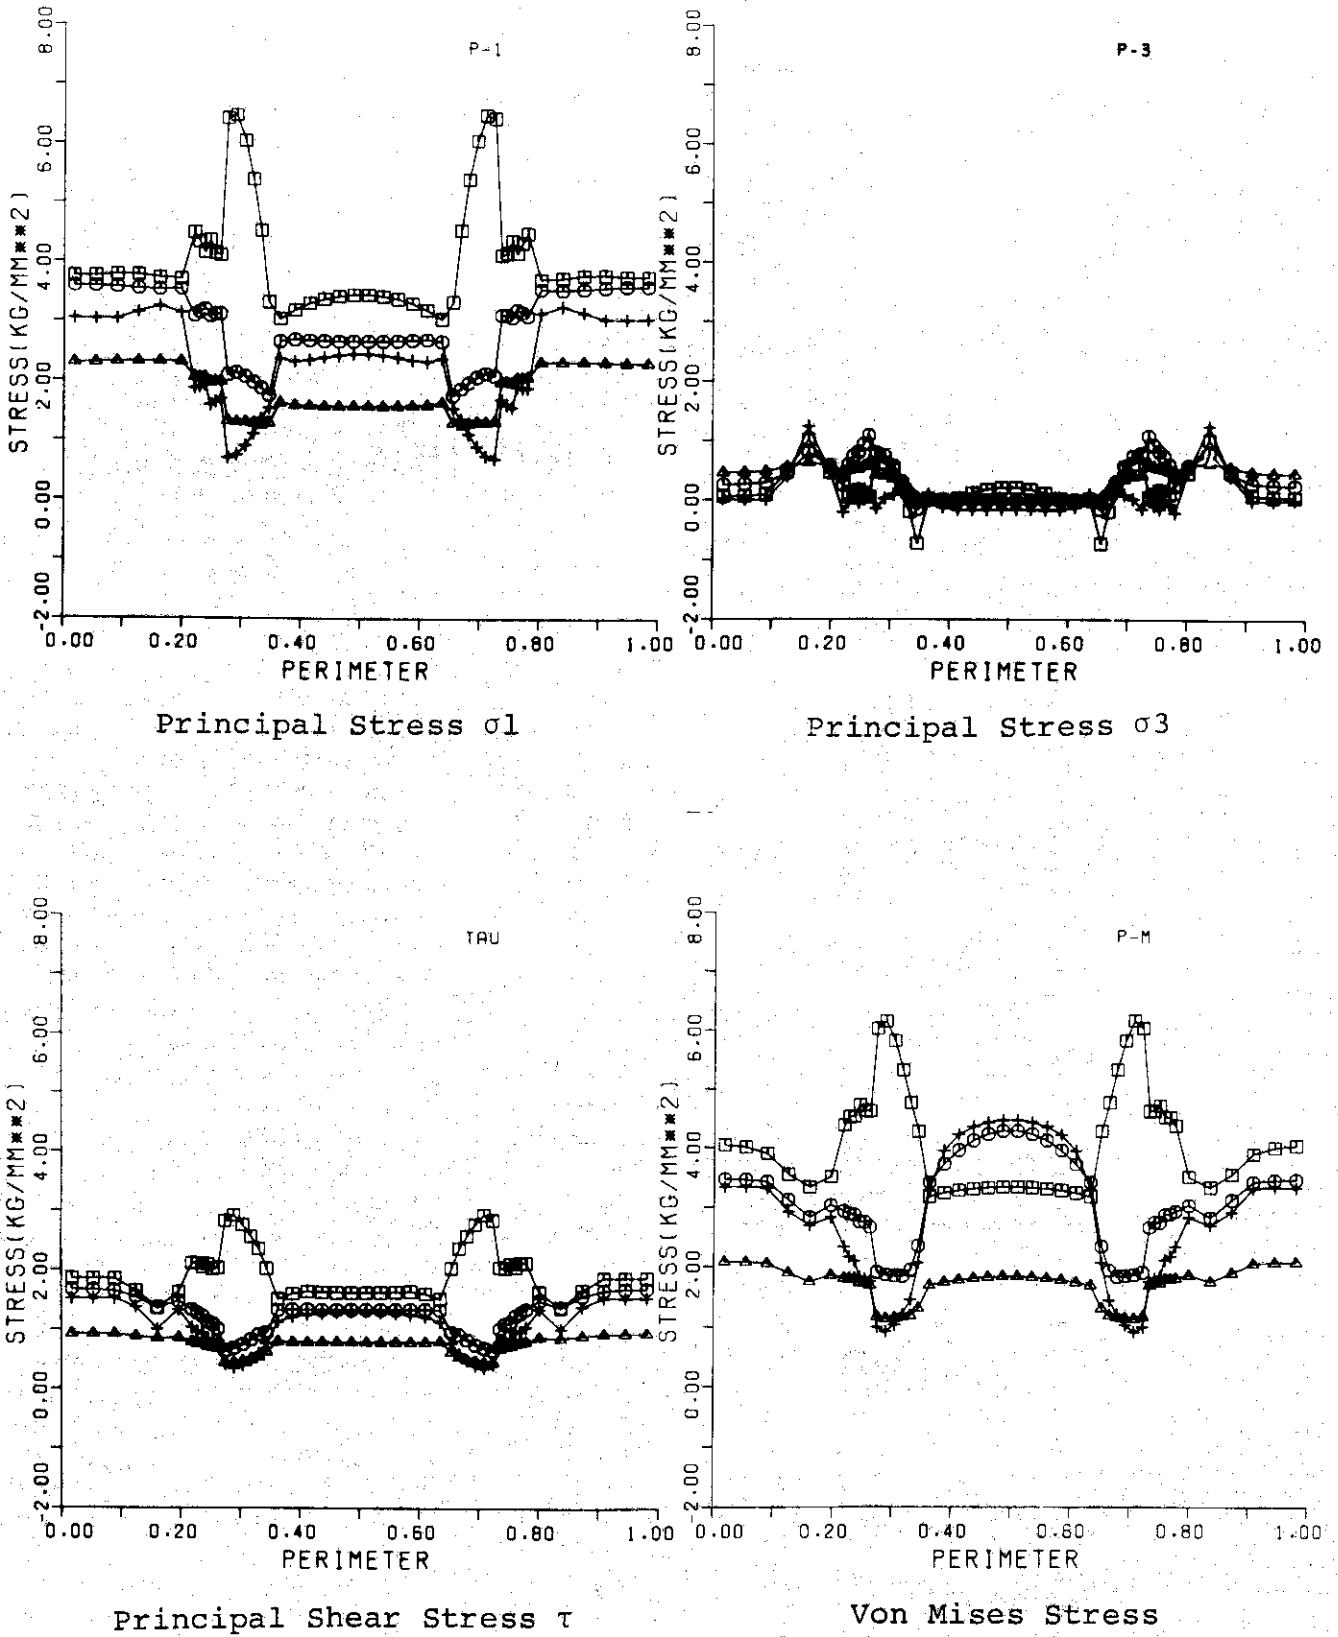 P-1
STRESS(KG/MM**2)
8.00
6.00
4.00
2.00
0.00
-2.00
0.00 0.20 0.40 0.60 0.80 1.00
PERIMETER
Principal Stress σ1
P-3
STRESS(KG/MM**2)
8.00
6.00
4.00
2.00
0.00
-2.00
0.00 0.20 0.40 0.60 0.80 1.00
PERIMETER
Principal Stress σ3
TAU
STRESS(KG/MM**2)
8.00
6.00
4.00
2.00
0.00
-2.00
0.00 0.20 0.40 0.60 0.80 1.00
PERIMETER
Principal Shear Stress τ
P-M
STRESS(KG/MM**2)
8.00
6.00
4.00
2.00
0.00
-2.00
0.00 0.20 0.40 0.60 0.80 1.00
PERIMETER
Von Mises Stress